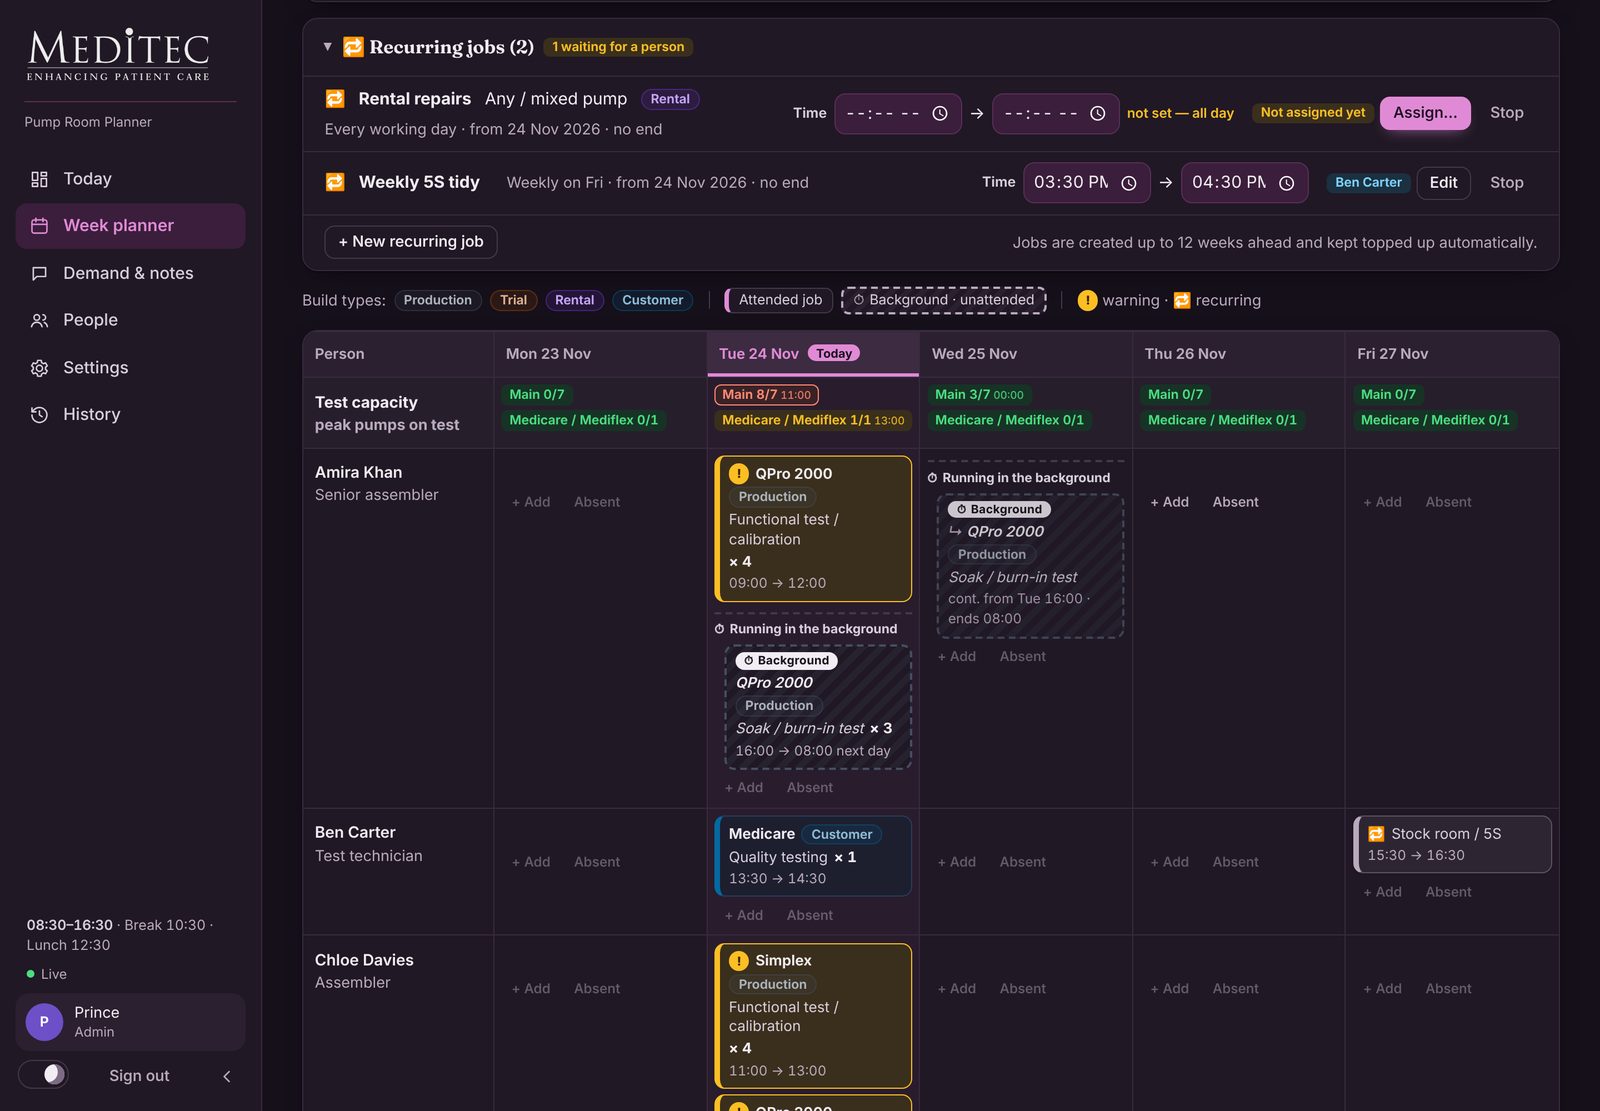 MEDITEC
ENHANCING PATIENT CARE
Pump Room Planner
Today
Week planner
Demand & notes
People
Settings
History
08:30–16:30 · Break 10:30 ·
Lunch 12:30
Live
P
Prince
Admin
Sign out
Recurring jobs (2) 1 waiting for a person
Rental repairs Any / mixed pump Rental
Every working day · from 24 Nov 2026 · no end
Time --:-- -- → --:-- -- not set — all day Not assigned yet Assign... Stop
Weekly 5S tidy Weekly on Fri · from 24 Nov 2026 · no end
Time 03:30 PM → 04:30 PM Ben Carter Edit Stop
+ New recurring job Jobs are created up to 12 weeks ahead and kept topped up automatically.
Build types: Production Trial Rental Customer Attended job Background · unattended ! warning · recurring
Person Mon 23 Nov Tue 24 Nov Today Wed 25 Nov Thu 26 Nov Fri 27 Nov
Test capacity
peak pumps on test
Main 0/7
Medicare / Mediflex 0/1
Main 8/7 11:00
Medicare / Mediflex 1/1 13:00
Main 3/7 00:00
Medicare / Mediflex 0/1
Main 0/7
Medicare / Mediflex 0/1
Main 0/7
Medicare / Mediflex 0/1
Amira Khan
Senior assembler
+ Add Absent
! QPro 2000
Production
Functional test /
calibration
× 4
09:00 → 12:00
Running in the background
Background
QPro 2000
Production
Soak / burn-in test × 3
16:00 → 08:00 next day
+ Add Absent
Running in the background
Background
↪ QPro 2000
Production
Soak / burn-in test
cont. from Tue 16:00 ·
ends 08:00
+ Add Absent
+ Add Absent
+ Add Absent
Ben Carter
Test technician
+ Add Absent
Medicare Customer
Quality testing × 1
13:30 → 14:30
+ Add Absent
+ Add Absent
+ Add Absent
Stock room / 5S
15:30 → 16:30
+ Add Absent
Chloe Davies
Assembler
+ Add Absent
! Simplex
Production
Functional test /
calibration
× 4
11:00 → 13:00
! QPro 2000
+ Add Absent
+ Add Absent
+ Add Absent